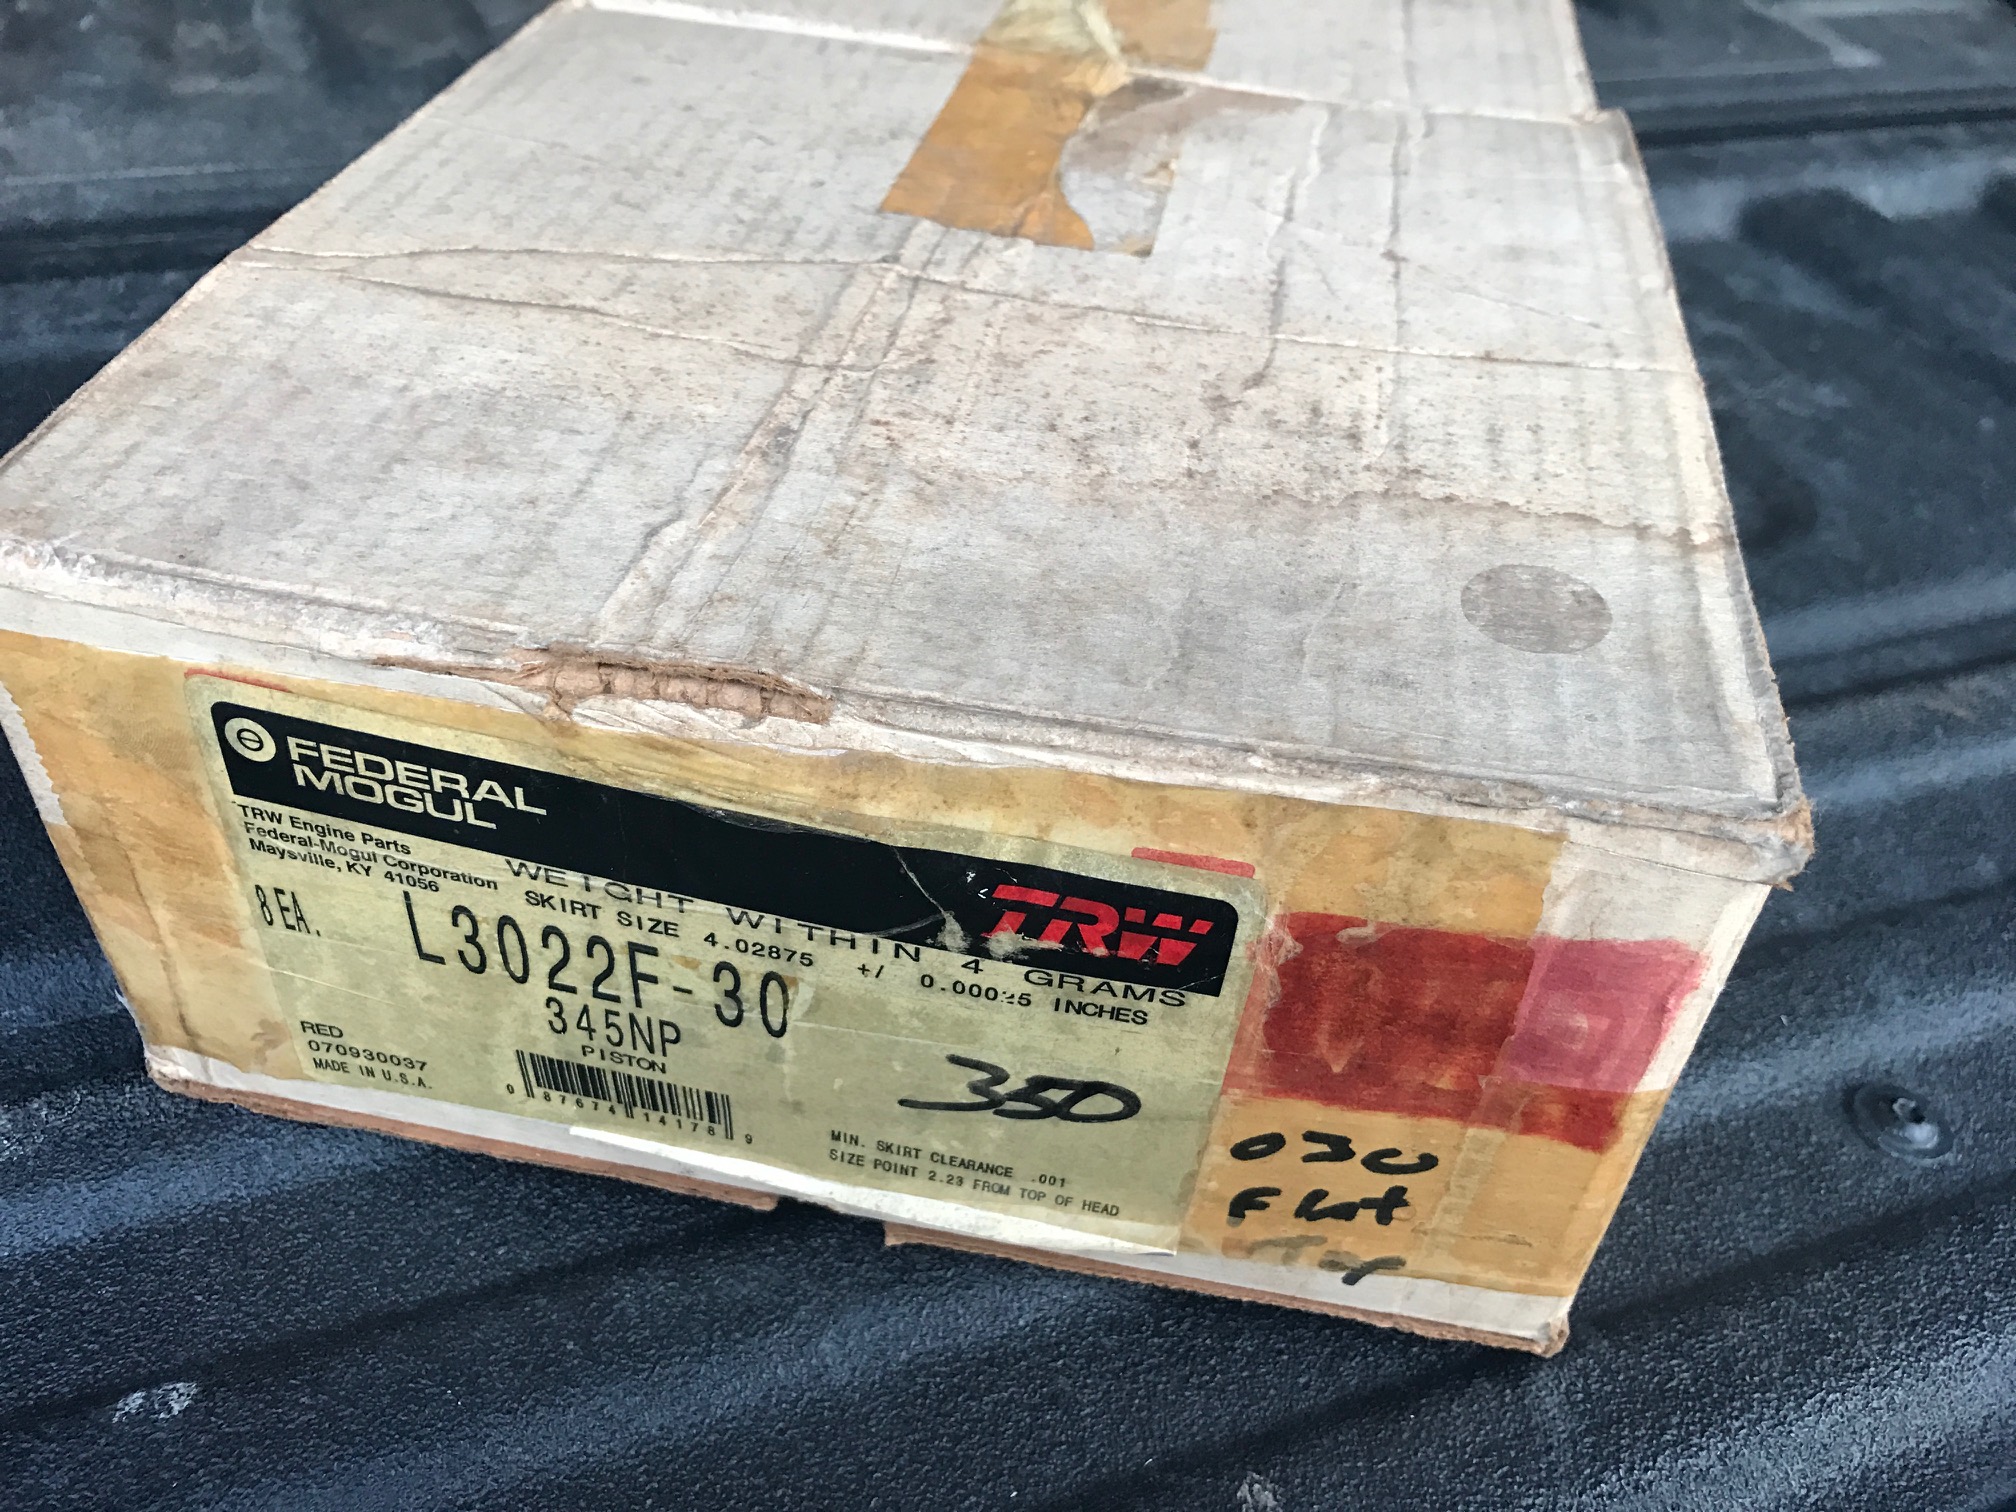 FEDERAL
MOGUL
TRW
TRW Engine Parts
Federal-Mogul Corporation
Maysville, KY 41056
WEIGHT WITHIN 4 GRAMS
SKIRT SIZE 4.02875 +/ 0.00025 INCHES
8 EA.
L3022F-30
345NP
PISTON
RED
070930037
MADE IN U.S.A.
0 87674 14178 9
350
MIN. SKIRT CLEARANCE .001
SIZE POINT 2.23 FROM TOP OF HEAD
030
Flat
Top